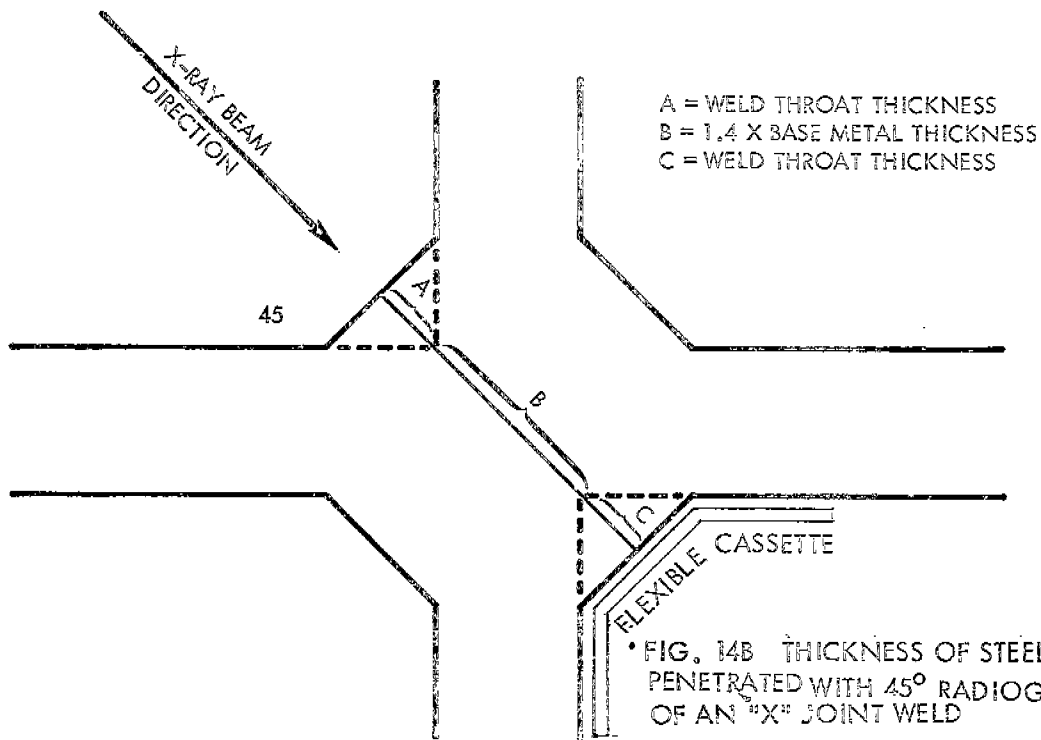 X-RAY BEAM
DIRECTION
A = WELD THROAT THICKNESS
B = 1.4 X BASE METAL THICKNESS
C = WELD THROAT THICKNESS
45
A
B
C
FLEXIBLE CASSETTE
FIG. 14B THICKNESS OF STEEL
PENETRATED WITH 45° RADIOG
OF AN "X" JOINT WELD